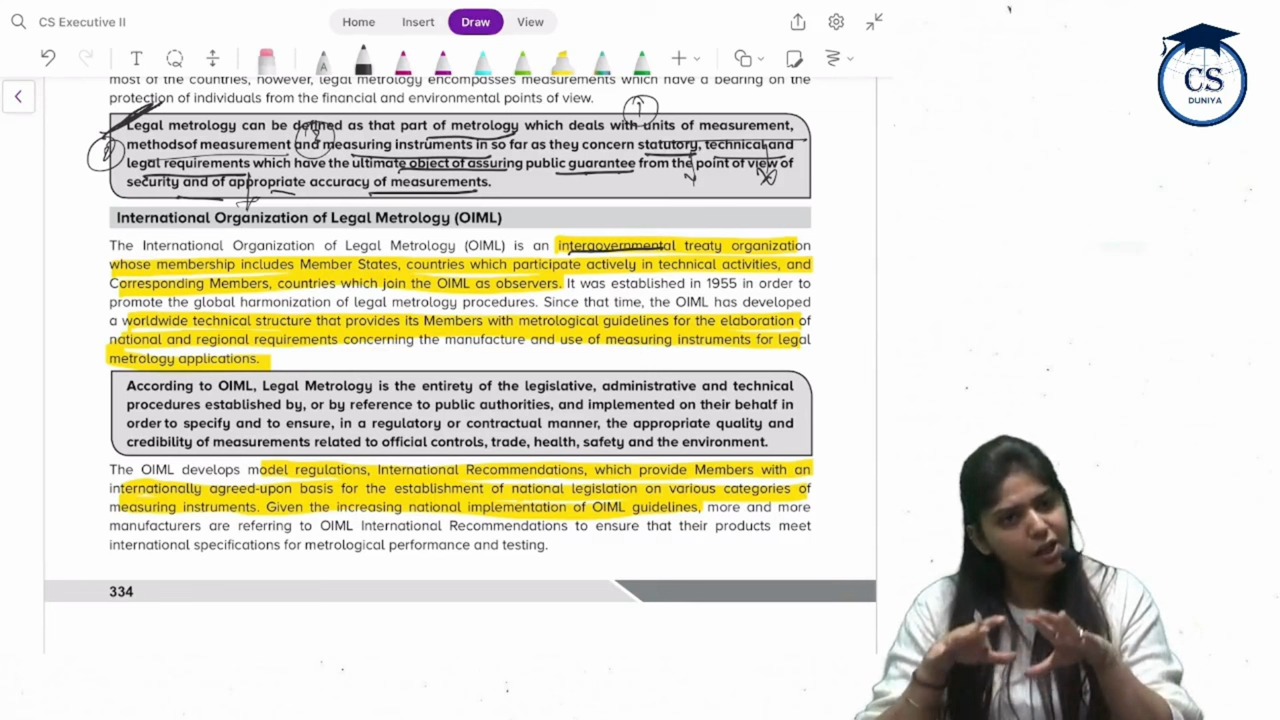 CS Executive II
Home Insert Draw View
CS
DUNIYA
most of the countries, however, legal metrology encompasses measurements which have a bearing on the
protection of individuals from the financial and environmental points of view.
Legal metrology can be defined as that part of metrology which deals with units of measurement,
methodsof measurement and measuring instruments in so far as they concern statutory, technical and
legal requirements which have the ultimate object of assuring public guarantee from the point of view of
security and of appropriate accuracy of measurements.
International Organization of Legal Metrology (OIML)
The International Organization of Legal Metrology (OIML) is an intergovernmental treaty organization
whose membership includes Member States, countries which participate actively in technical activities, and
Corresponding Members, countries which join the OIML as observers. It was established in 1955 in order to
promote the global harmonization of legal metrology procedures. Since that time, the OIML has developed
a worldwide technical structure that provides its Members with metrological guidelines for the elaboration of
national and regional requirements concerning the manufacture and use of measuring instruments for legal
metrology applications.
According to OIML, Legal Metrology is the entirety of the legislative, administrative and technical
procedures established by, or by reference to public authorities, and implemented on their behalf in
order to specify and to ensure, in a regulatory or contractual manner, the appropriate quality and
credibility of measurements related to official controls, trade, health, safety and the environment.
The OIML develops model regulations, International Recommendations, which provide Members with an
internationally agreed-upon basis for the establishment of national legislation on various categories of
measuring instruments. Given the increasing national implementation of OIML guidelines, more and more
manufacturers are referring to OIML International Recommendations to ensure that their products meet
international specifications for metrological performance and testing.
334